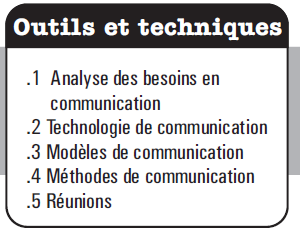 Outils et techniques
.1 Analyse des besoins en
communication
.2 Technologie de communication
.3 Modèles de communication
.4 Méthodes de communication
.5 Réunions